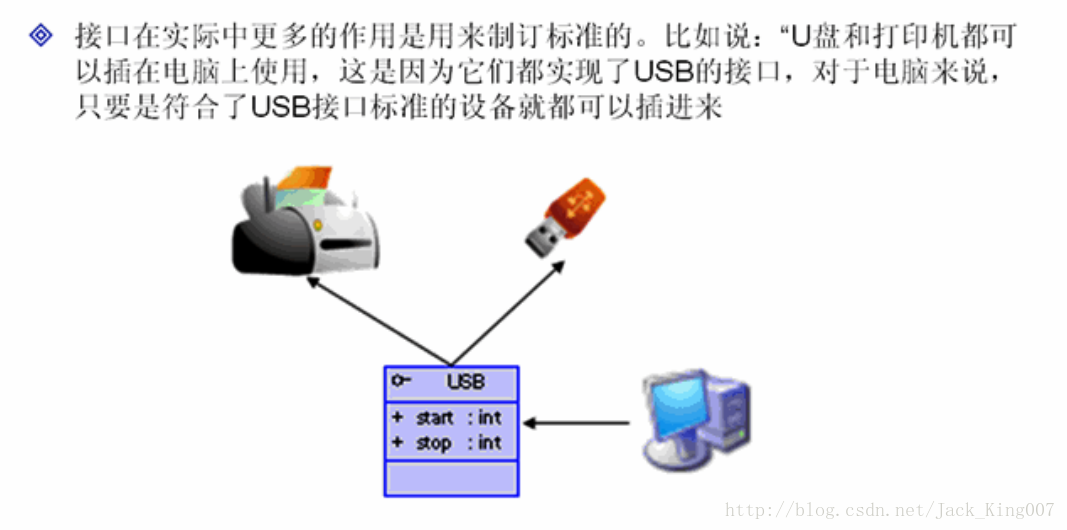 接口在实际中更多的作用是用来制订标准的。比如说：“U盘和打印机都可
以插在电脑上使用，这是因为它们都实现了USB的接口，对于电脑来说，
只要是符合了USB接口标准的设备就都可以插进来
USB
+ start : int
+ stop : int
http://blog.csdn.net/Jack_King007